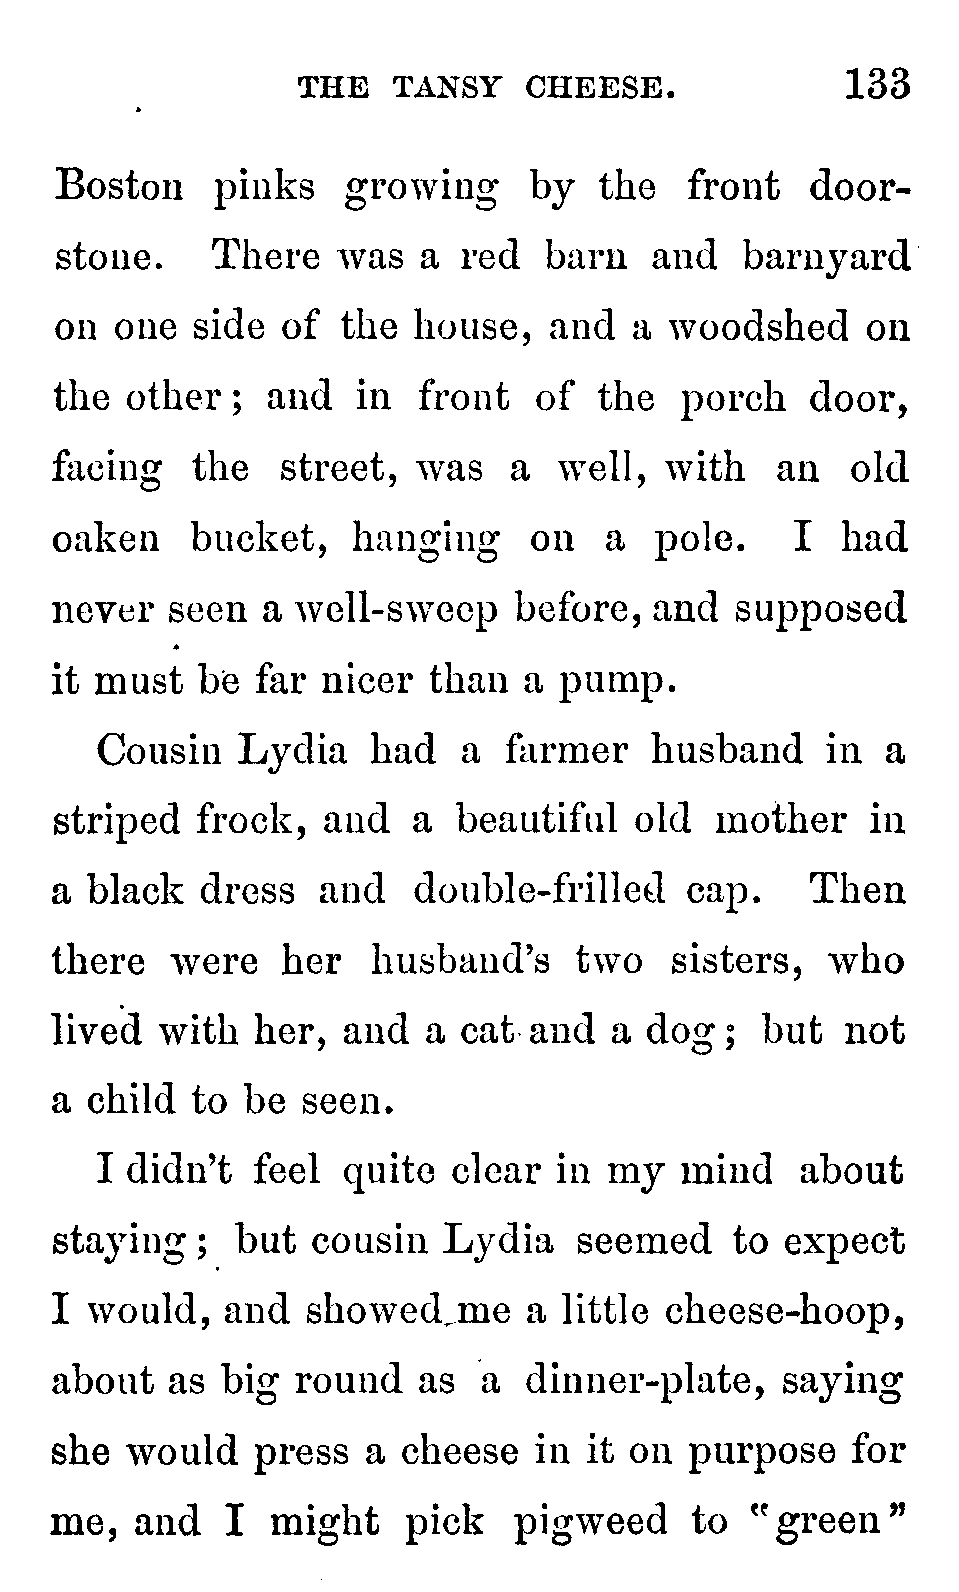 THE TANSY CHEESE. 133
Boston pinks growing by the front door-
stone. There was a red barn and barnyard
on one side of the house, and a woodshed on
the other; and in front of the porch door,
facing the street, was a well, with an old
oaken bucket, hanging on a pole. I had
never seen a well-sweep before, and supposed
it must be far nicer than a pump.
Cousin Lydia had a farmer husband in a
striped frock, and a beautiful old mother in
a black dress and double-frilled cap. Then
there were her husband's two sisters, who
lived with her, and a cat and a dog; but not
a child to be seen.
I didn't feel quite clear in my mind about
staying; but cousin Lydia seemed to expect
I would, and showed me a little cheese-hoop,
about as big round as a dinner-plate, saying
she would press a cheese in it on purpose for
me, and I might pick pigweed to "green"